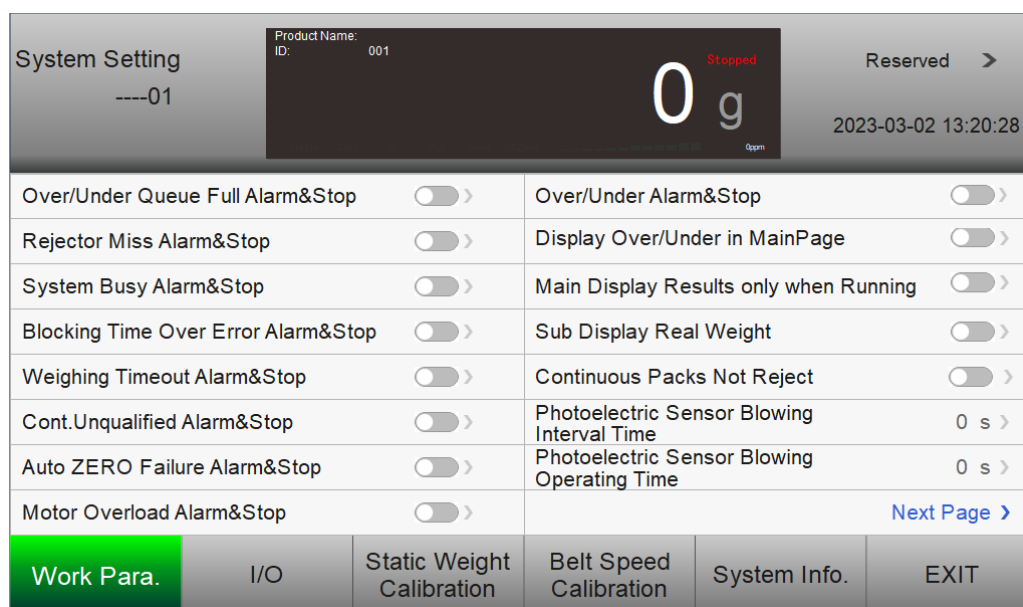 System Setting
----01
Product Name:
ID: 001
0 g
Stopped
0ppm
Reserved >
2023-03-02 13:20:28
Over/Under Queue Full Alarm&Stop
Over/Under Alarm&Stop
Rejector Miss Alarm&Stop
Display Over/Under in MainPage
System Busy Alarm&Stop
Main Display Results only when Running
Blocking Time Over Error Alarm&Stop
Sub Display Real Weight
Weighing Timeout Alarm&Stop
Continuous Packs Not Reject
Cont.Unqualified Alarm&Stop
Photoelectric Sensor Blowing
Interval Time
0 s
Auto ZERO Failure Alarm&Stop
Photoelectric Sensor Blowing
Operating Time
0 s
Motor Overload Alarm&Stop
Next Page >
Work Para.
I/O
Static Weight
Calibration
Belt Speed
Calibration
System Info.
EXIT